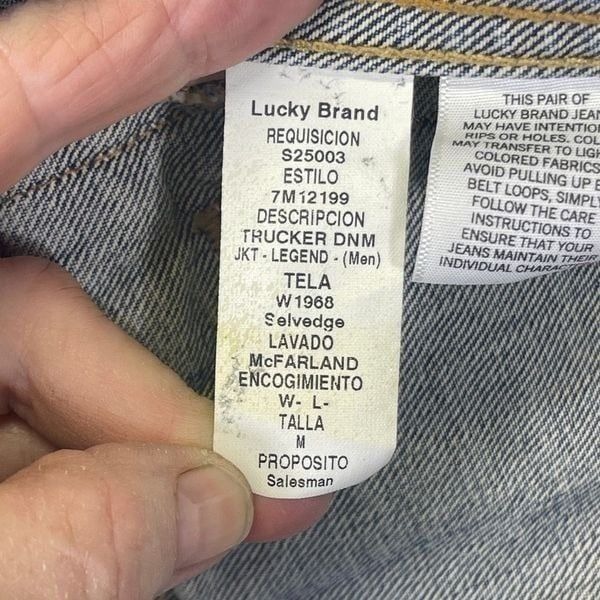 Lucky Brand
REQUISICION
S25003
ESTILO
7M12199
DESCRIPCION
TRUCKER DNM
JKT - LEGEND - (Men)
TELA
W1968
Selvedge
LAVADO
McFARLAND
ENCOGIMIENTO
W- L-
TALLA
M
PROPOSITO
Salesman
THIS PAIR OF
LUCKY BRAND JEAN
MAY HAVE INTENTIO
RIPS OR HOLES. COL
MAY TRANSFER TO LIGH
COLORED FABRICS
AVOID PULLING UP B
BELT LOOPS, SIMPLY
FOLLOW THE CARE
INSTRUCTIONS TO
ENSURE THAT YOUR
JEANS MAINTAIN THEIR
INDIVIDUAL